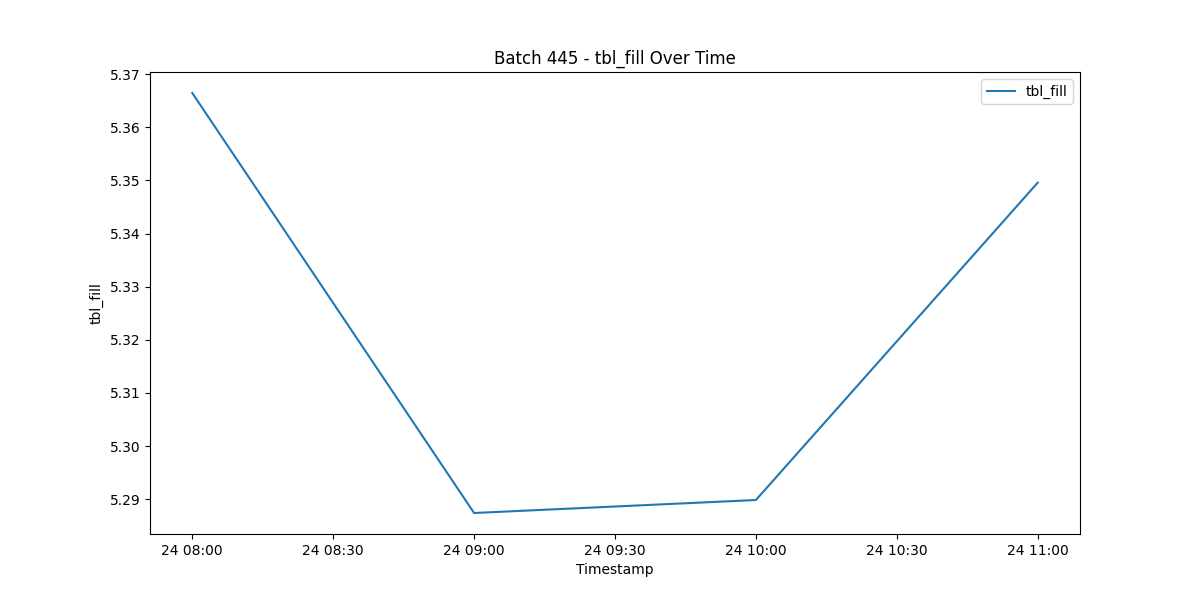 Batch 445 - tbl_fill Over Time
tbl_fill
5.37
5.36
5.35
5.34
5.33
5.32
5.31
5.30
5.29
tbl_fill
24 08:00 24 08:30 24 09:00 24 09:30 24 10:00 24 10:30 24 11:00
Timestamp